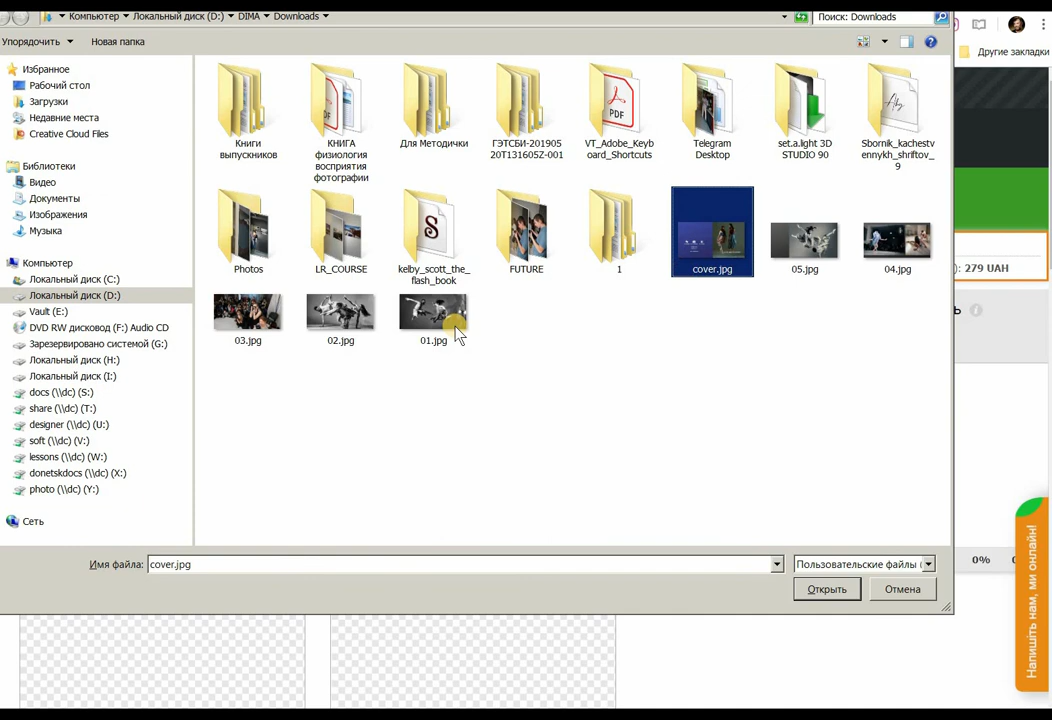 Компьютер
Локальный диск (D:)
DIMA
Downloads
Поиск: Downloads
Упорядочить
Новая папка
Другие закладки
Избранное
Рабочий стол
Загрузки
Недавние места
Creative Cloud Files
Библиотеки
Видео
Документы
Изображения
Музыка
Компьютер
Локальный диск (C:)
Локальный диск (D:)
Vault (E:)
DVD RW дисковод (F:) Audio CD
Зарезервировано системой (G:)
Локальный диск (H:)
Локальный диск (I:)
docs (\\dc) (S:)
share (\\dc) (T:)
designer (\\dc) (U:)
soft (\\dc) (V:)
lessons (\\dc) (W:)
donetskdocs (\\dc) (X:)
photo (\\dc) (Y:)
Сеть
Книги
выпускников
КНИГА
физиология
восприятия
фотографии
Для Методички
ГЭТСБИ-201905
20T131605Z-001
PDF
VT_Adobe_Keyb
oard_Shortcuts
Telegram
Desktop
set.a.light 3D
STUDIO 90
Sbornik_kachestv
ennykh_shriftov_
9
Photos
LR_COURSE
S
kelby_scott_the_
flash_book
FUTURE
1
cover.jpg
05.jpg
04.jpg
03.jpg
02.jpg
01.jpg
): 279 UAH
Ь
0%
Имя файла:
cover.jpg
Пользовательские файлы (
Открыть
Отмена
Напишіть нам, ми онлайн!